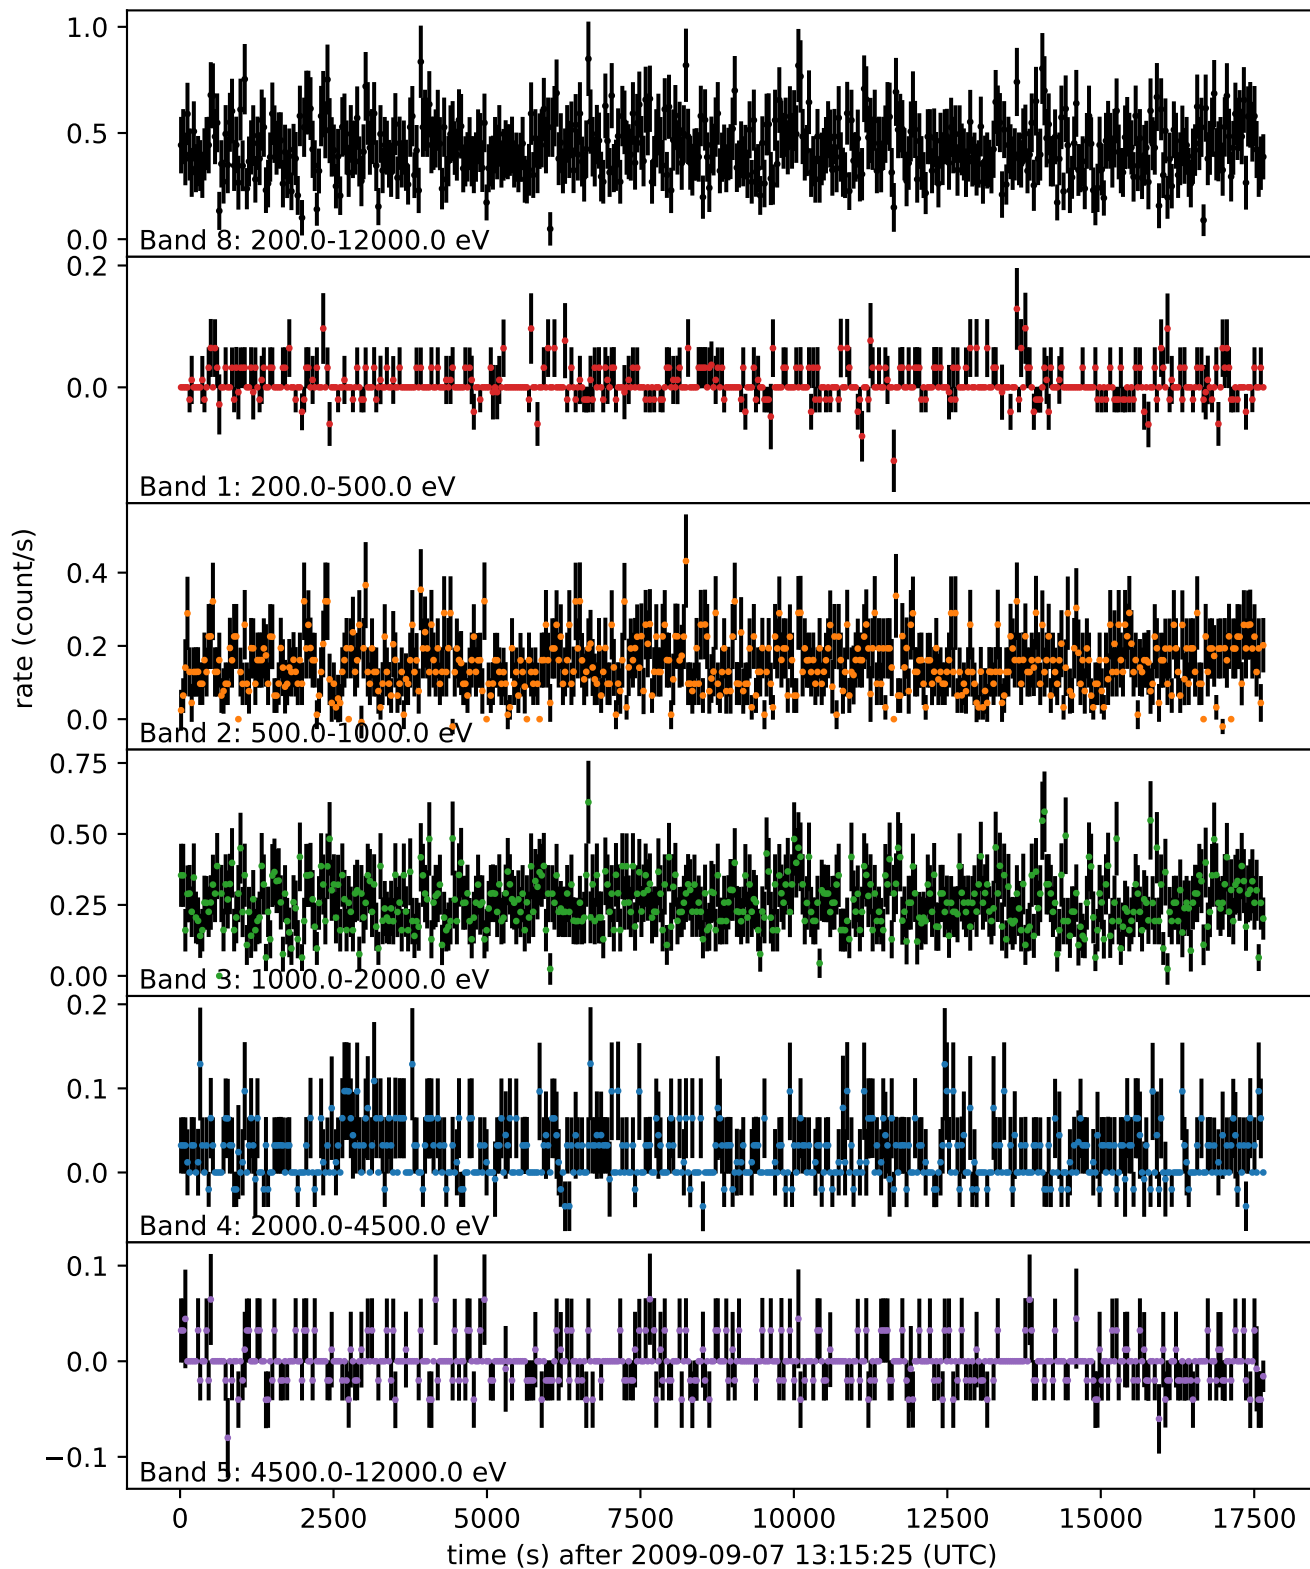 1.0
0.5
0.0
Band 8: 200.0-12000.0 eV
0.2
0.0
Band 1: 200.0-500.0 eV
rate (count/s)
0.4
0.2
0.0
Band 2: 500.0-1000.0 eV
0.75
0.50
0.25
0.00
Band 3: 1000.0-2000.0 eV
0.2
0.1
0.0
Band 4: 2000.0-4500.0 eV
0.1
0.0
−0.1
Band 5: 4500.0-12000.0 eV
0 2500 5000 7500 10000 12500 15000 17500
time (s) after 2009-09-07 13:15:25 (UTC)